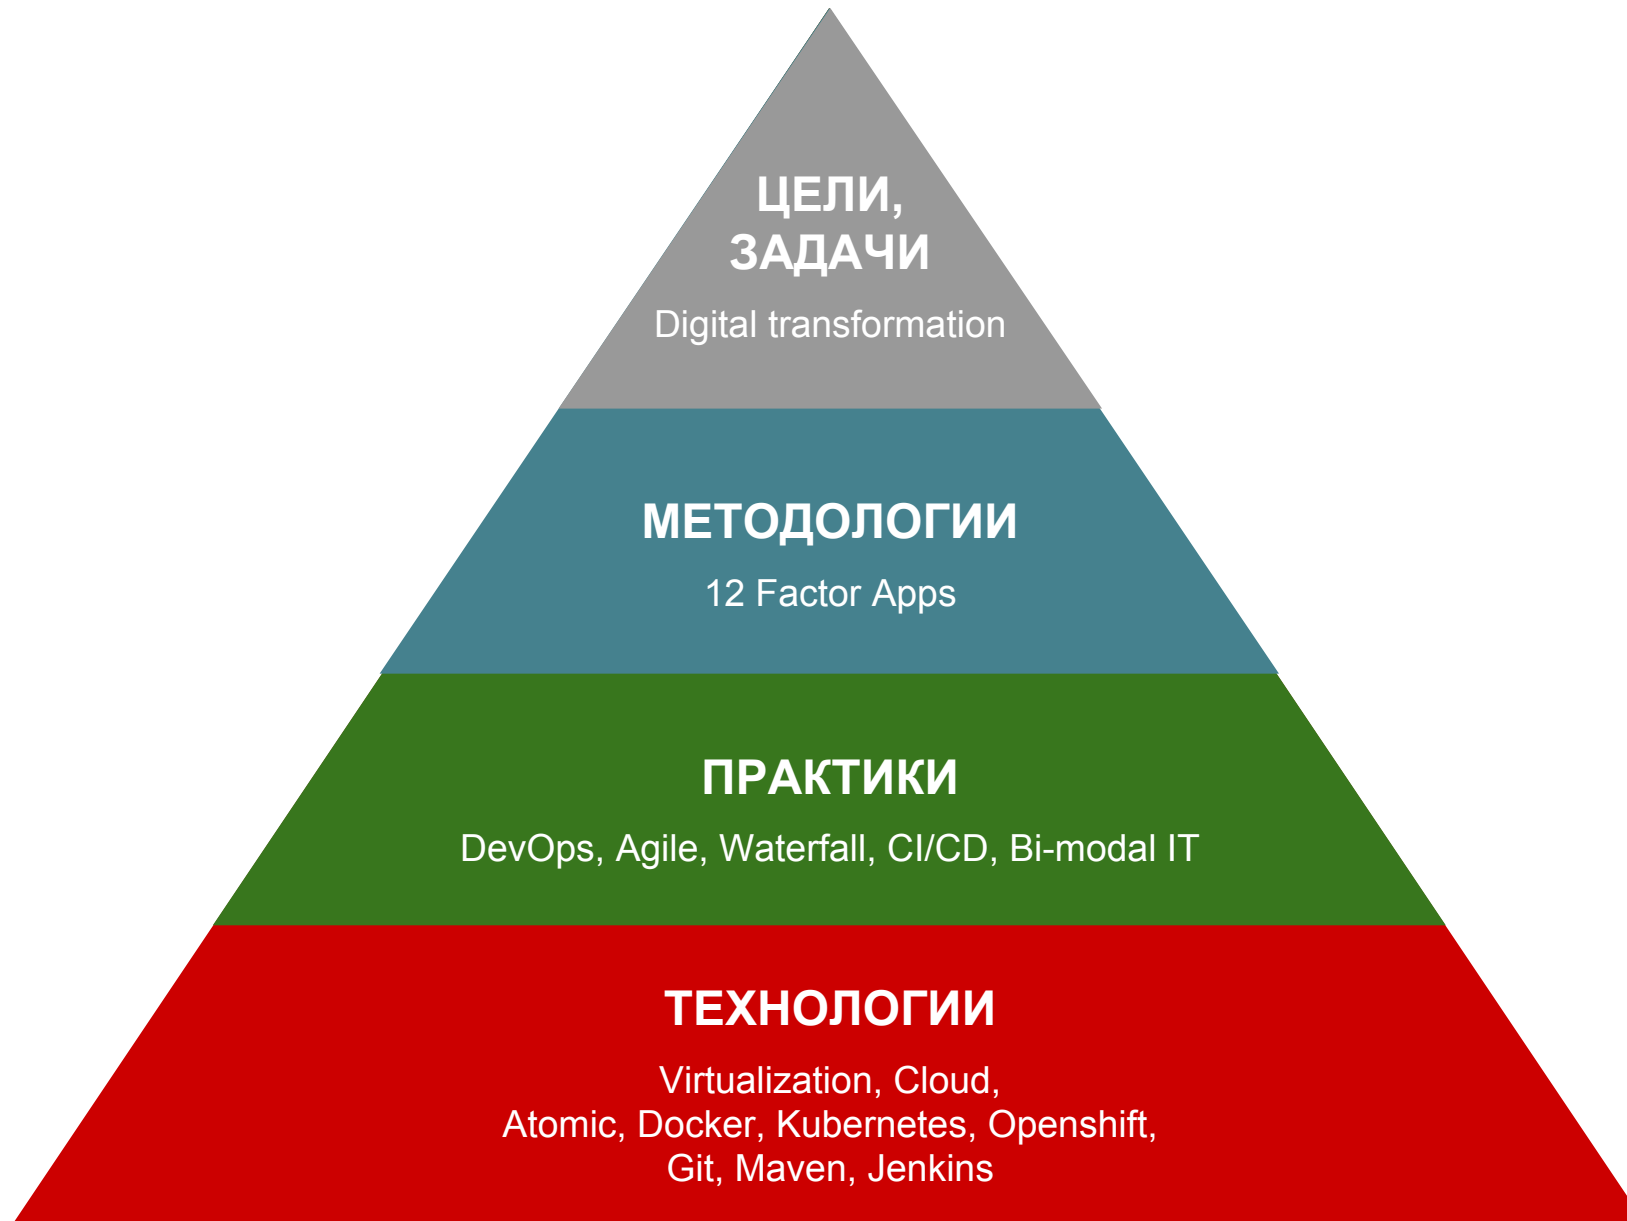 ЦЕЛИ,
ЗАДАЧИ
Digital transformation
МЕТОДОЛОГИИ
12 Factor Apps
ПРАКТИКИ
DevOps, Agile, Waterfall, CI/CD, Bi-modal IT
ТЕХНОЛОГИИ
Virtualization, Cloud,
Atomic, Docker, Kubernetes, Openshift,
Git, Maven, Jenkins